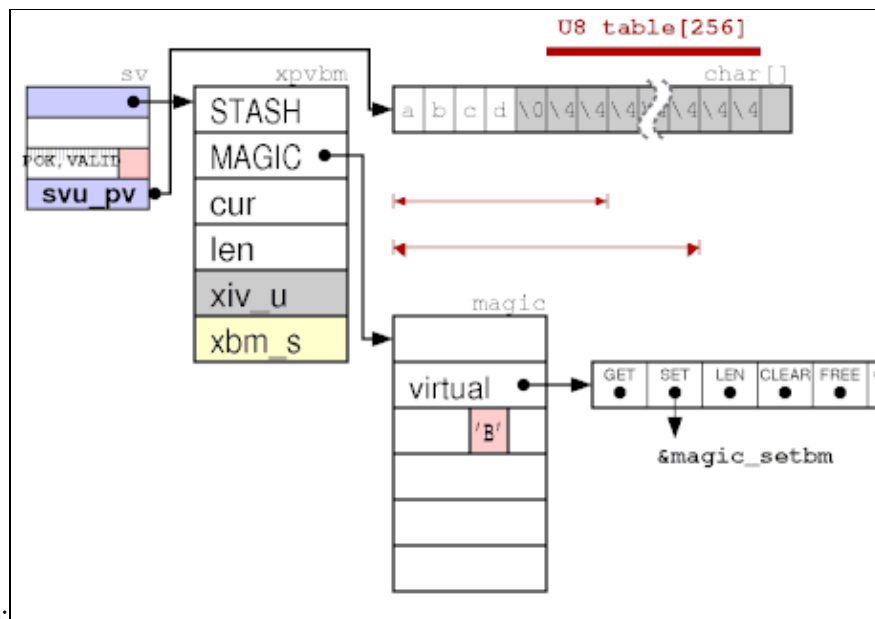 U8 table[256]
sv
xpvbm
char[]
STASH
a b c d \0 \4 \4 \4 \4 \4 \4
MAGIC
POK,VALID
svu_pv
cur
len
xiv_u
magic
xbm_s
virtual
GET SET LEN CLEAR FREE
'B'
&magic_setbm
.